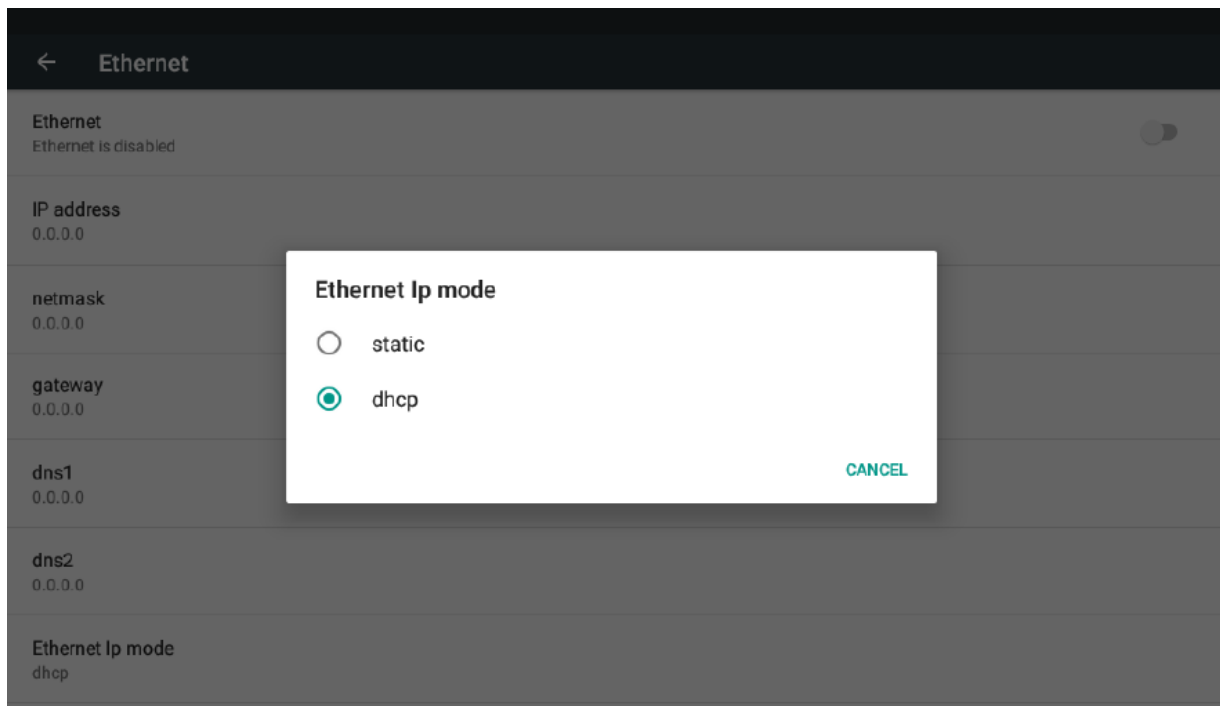 Ethernet
Ethernet
Ethernet is disabled
IP address
0.0.0.0
netmask
0.0.0.0
gateway
0.0.0.0
dns1
0.0.0.0
dns2
0.0.0.0
Ethernet Ip mode
dhcp
Ethernet Ip mode
static
dhcp
CANCEL